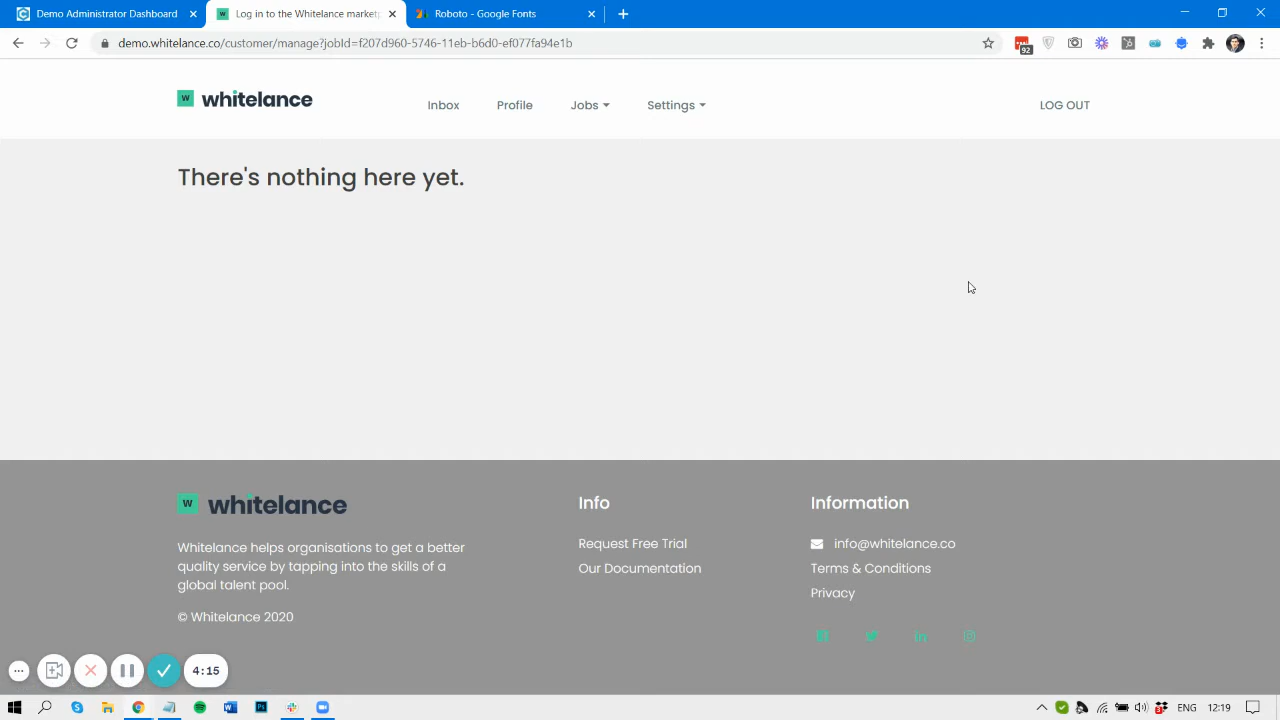 Demo Administrator Dashboard
Log in to the Whitelance marketp
Roboto - Google Fonts
demo.whitelance.co/customer/manage?jobId=f207d960-5746-11eb-b6d0-ef077fa94e1b
92
w whitelance
Inbox
Profile
Jobs
Settings
LOG OUT
There's nothing here yet.
w whitelance
Whitelance helps organisations to get a better
quality service by tapping into the skills of a
global talent pool.
© Whitelance 2020
Info
Request Free Trial
Our Documentation
Information
info@whitelance.co
Terms & Conditions
Privacy
4:15
ENG
12:19